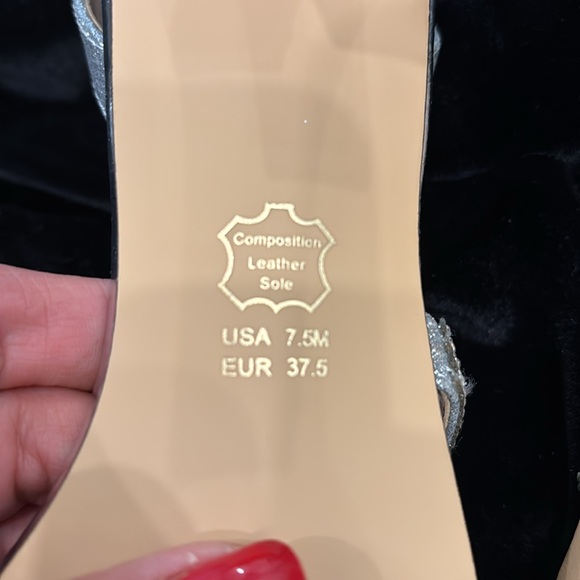 Composition
Leather
Sole
USA 7.5M
EUR 37.5